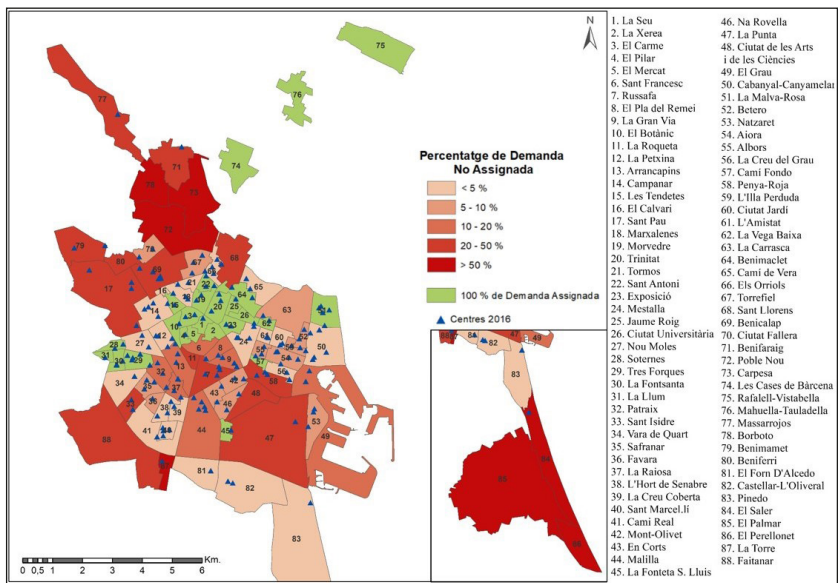 N
Percentatge de Demanda
No Assignada
< 5 %
5 - 10 %
10 - 20%
20 - 50%
> 50 %
100 % de Demanda Assignada
Centres 2016
0 0,5 1 2 3 4 5 6 Km.
1. La Seu
2. La Xerea
3. El Carme
4. El Pilar
5. El Mercat
6. Sant Francesc
7. Russafa
8. El Pla del Remei
9. La Gran Via
10. El Botànic
11. La Roqueta
12. La Petxina
13. Arrancapins
14. Campanar
15. Les Tendetes
16. El Calvari
17. Sant Pau
18. Marxalenes
19. Morvedre
20. Trinitat
21. Tormos
22. Sant Antoni
23. Exposició
24. Mestalla
25. Jaume Roig
26. Ciutat Universitària
27. Nou Moles
28. Soternes
29. Tres Forques
30. La Fontsanta
31. La Llum
32. Patraix
33. Sant Isidre
34. Vara de Quart
35. Safranar
36. Favara
37. La Raiosa
38. L'Hort de Senabre
39. La Creu Coberta
40. Sant Marcel.lí
41. Camí Real
42. Mont-Olivet
43. En Corts
44. Malilla
45. La Fonteta S. Lluis
46. Na Rovella
47. La Punta
48. Ciutat de les Arts
i de les Ciències
49. El Grau
50. Cabanyal-Canyamelar
51. La Malva-Rosa
52. Betero
53. Natzaret
54. Aiora
55. Albors
56. La Creu del Grau
57. Camí Fondo
58. Penya-Roja
59. L'Illa Perduda
60. Ciutat Jardí
61. L'Amistat
62. La Vega Baixa
63. La Carrasca
64. Benimaclet
65. Camí de Vera
66. Els Orriols
67. Torrefiel
68. Sant Llorens
69. Benicalap
70. Ciutat Fallera
71. Benifaraig
72. Poble Nou
73. Carpesa
74. Les Cases de Bàrcena
75. Rafalell-Vistabella
76. Mahuella-Tauladella
77. Massarrojos
78. Borboto
79. Benimamet
80. Beniferri
81. El Forn D'Alcedo
82. Castellar-L'Oliveral
83. Pinedo
84. El Saler
85. El Palmar
86. El Perellonet
87. La Torre
88. Faitanar